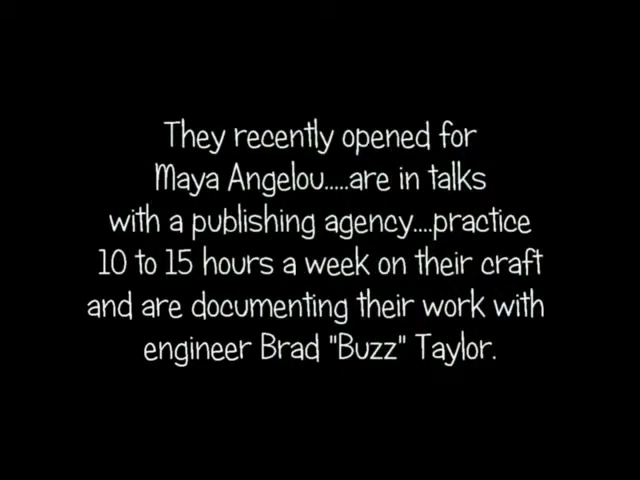 They recently opened for
Maya Angelou.....are in talks
with a publishing agency....practice
10 to 15 hours a week on their craft
and are documenting their work with
engineer Brad "Buzz" Taylor.